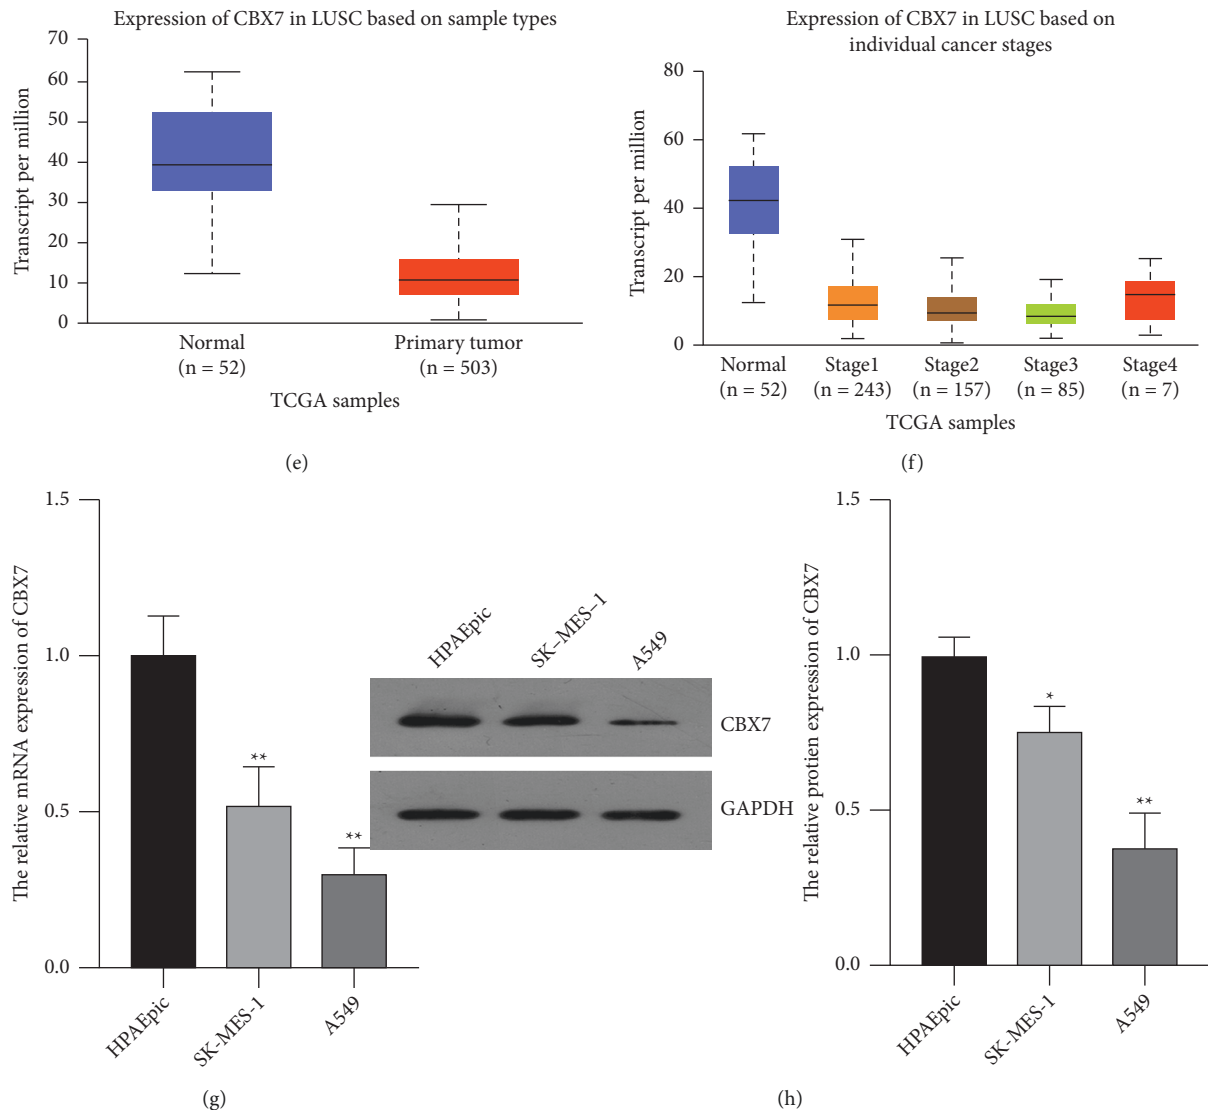 Expression of CBX7 in LUSC based on sample types
Transcript per million
70
60
50
40
30
20
10
0
Normal
(n = 52)
Primary tumor
(n = 503)
TCGA samples
(e)
Expression of CBX7 in LUSC based on
individual cancer stages
Transcript per million
80
60
40
20
0
Normal
(n = 52)
Stage1
(n = 243)
Stage2
(n = 157)
Stage3
(n = 85)
Stage4
(n = 7)
TCGA samples
(f)
The relative mRNA expression of CBX7
1.5
1.0
0.5
0.0
**
**
HPAEpic
SK-MES-1
A549
(g)
HPAEpic
SK–MES–1
A549
CBX7
GAPDH
The relative protien expression of CBX7
1.5
1.0
0.5
0.0
*
**
HPAEpic
SK-MES-1
A549
(h)